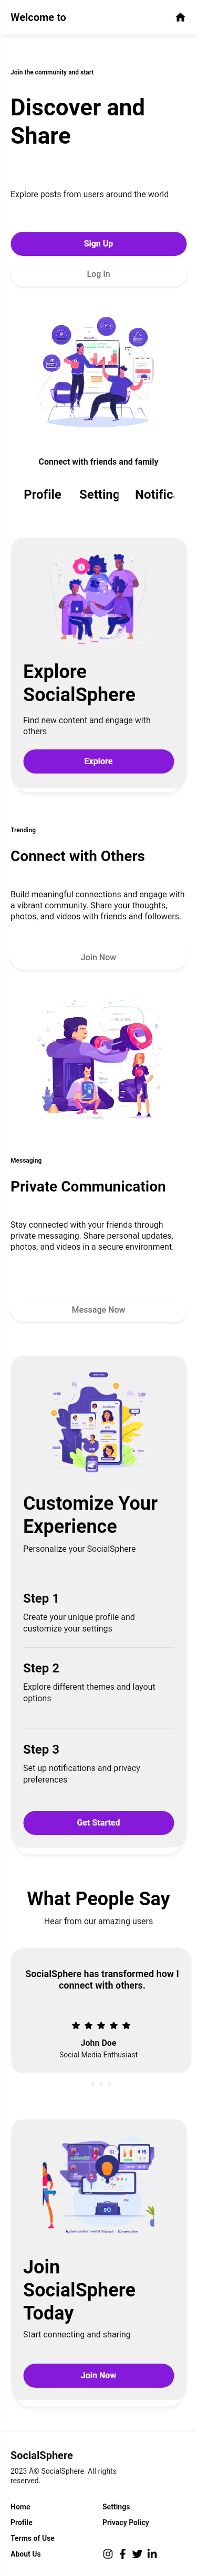 Welcome to
Join the community and start
Discover and
Share
Explore posts from users around the world
Sign Up
Log In
Connect with friends and family
Profile Setting Notific
Explore
SocialSphere
Find new content and engage with
others
Explore
Trending
Connect with Others
Build meaningful connections and engage with
a vibrant community. Share your thoughts,
photos, and videos with friends and followers.
Join Now
Messaging
Private Communication
Stay connected with your friends through
private messaging. Share personal updates,
photos, and videos in a secure environment.
Message Now
Customize Your
Experience
Personalize your SocialSphere
Step 1
Create your unique profile and
customize your settings
Step 2
Explore different themes and layout
options
Step 3
Set up notifications and privacy
preferences
Get Started
What People Say
Hear from our amazing users
SocialSphere has transformed how I
connect with others.
John Doe
Social Media Enthusiast
Join
SocialSphere
Today
Start connecting and sharing
Join Now
SocialSphere
2023 Â© SocialSphere. All rights
reserved.
Home
Settings
Profile
Privacy Policy
Terms of Use
About Us